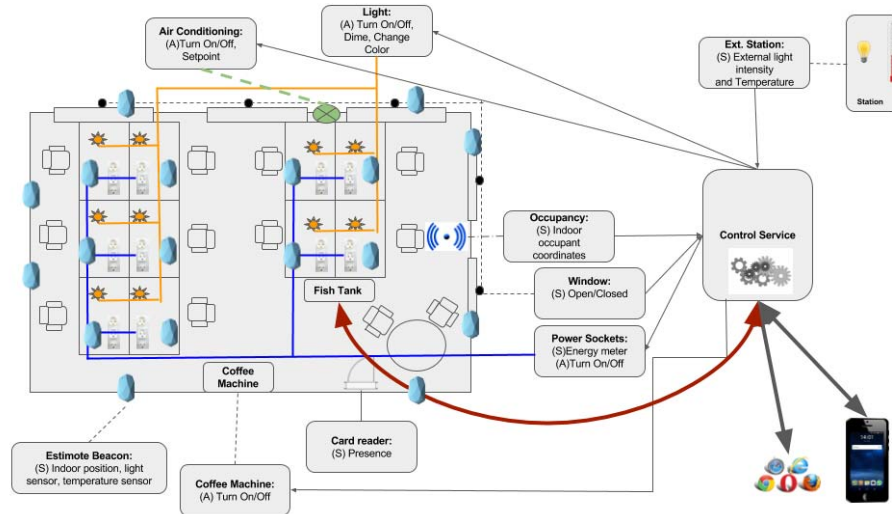 Air Conditioning:
(A)Turn On/Off,
Setpoint
Light:
(A) Turn On/Off,
Dime, Change
Color
Ext. Station:
(S) External light
intensity
and Temperature
Station
Occupancy:
(S) Indoor
occupant
coordinates
Control Service
Window:
(S) Open/Closed
Fish Tank
Power Sockets:
(S)Energy meter
(A)Turn On/Off
Coffee
Machine
Card reader:
(S) Presence
Estimote Beacon:
(S) Indoor position, light
sensor, temperature sensor
Coffee Machine:
(A) Turn On/Off
14:01